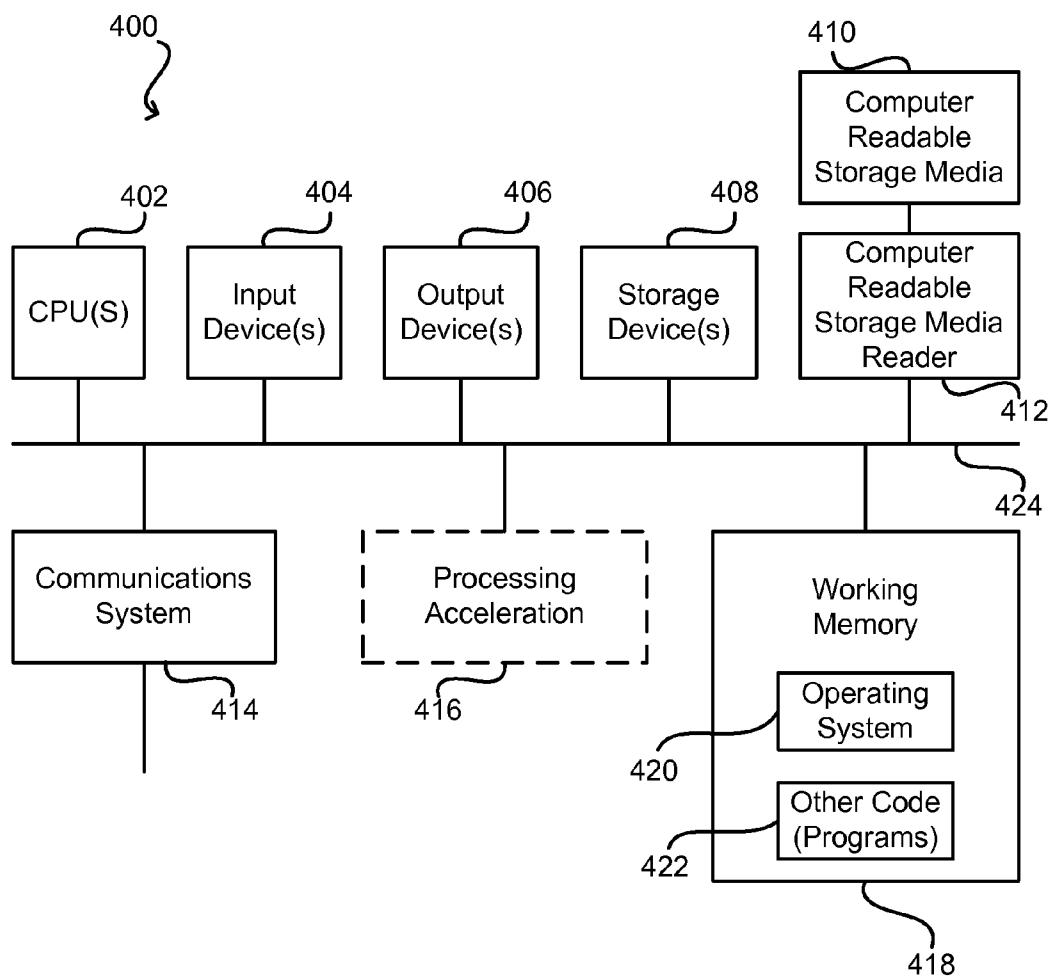 400
410
Computer
Readable
Storage Media
402
404
406
408
CPU(S)
Input
Device(s)
Output
Device(s)
Storage
Device(s)
Computer
Readable
Storage Media
Reader
412
424
Communications
System
414
Processing
Acceleration
416
Working
Memory
Operating
System
420
Other Code
(Programs)
422
418